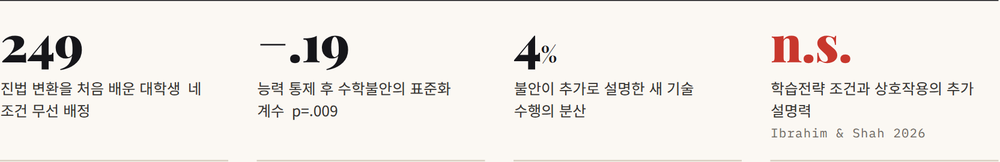 249
진법 변환을 처음 배운 대학생 네
조건 무선 배정
−.19
능력 통제 후 수학불안의 표준화
계수 p=.009
4%
불안이 추가로 설명한 새 기술
수행의 분산
n.s.
학습전략 조건과 상호작용의 추가
설명력
Ibrahim & Shah 2026